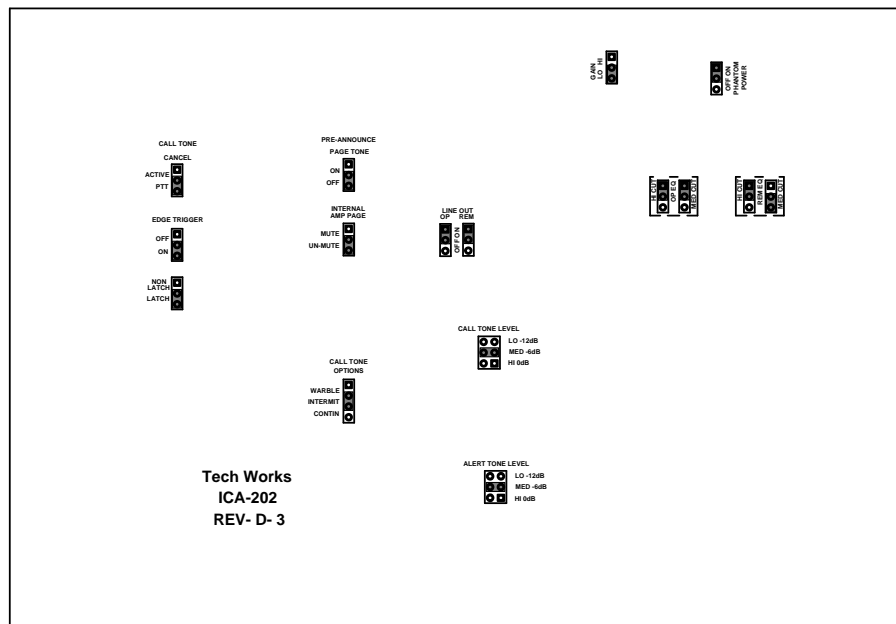 GAIN
LO HI
OFF ON
PHANTOM
POWER
CALL TONE
CANCEL
ACTIVE
PTT
PRE-ANNOUNCE
PAGE TONE
ON
OFF
HI CUT
OP EQ
MED CUT
HI CUT
REM EQ
MED CUT
EDGE TRIGGER
OFF
ON
INTERNAL
AMP PAGE
MUTE
UN-MUTE
LINE OUT
OP REM
OFF ON
NON
LATCH
LATCH
CALL TONE LEVEL
LO -12dB
MED -6dB
HI 0dB
CALL TONE
OPTIONS
WARBLE
INTERMIT
CONTIN
ALERT TONE LEVEL
LO -12dB
MED -6dB
HI 0dB
Tech Works
ICA-202
REV- D- 3